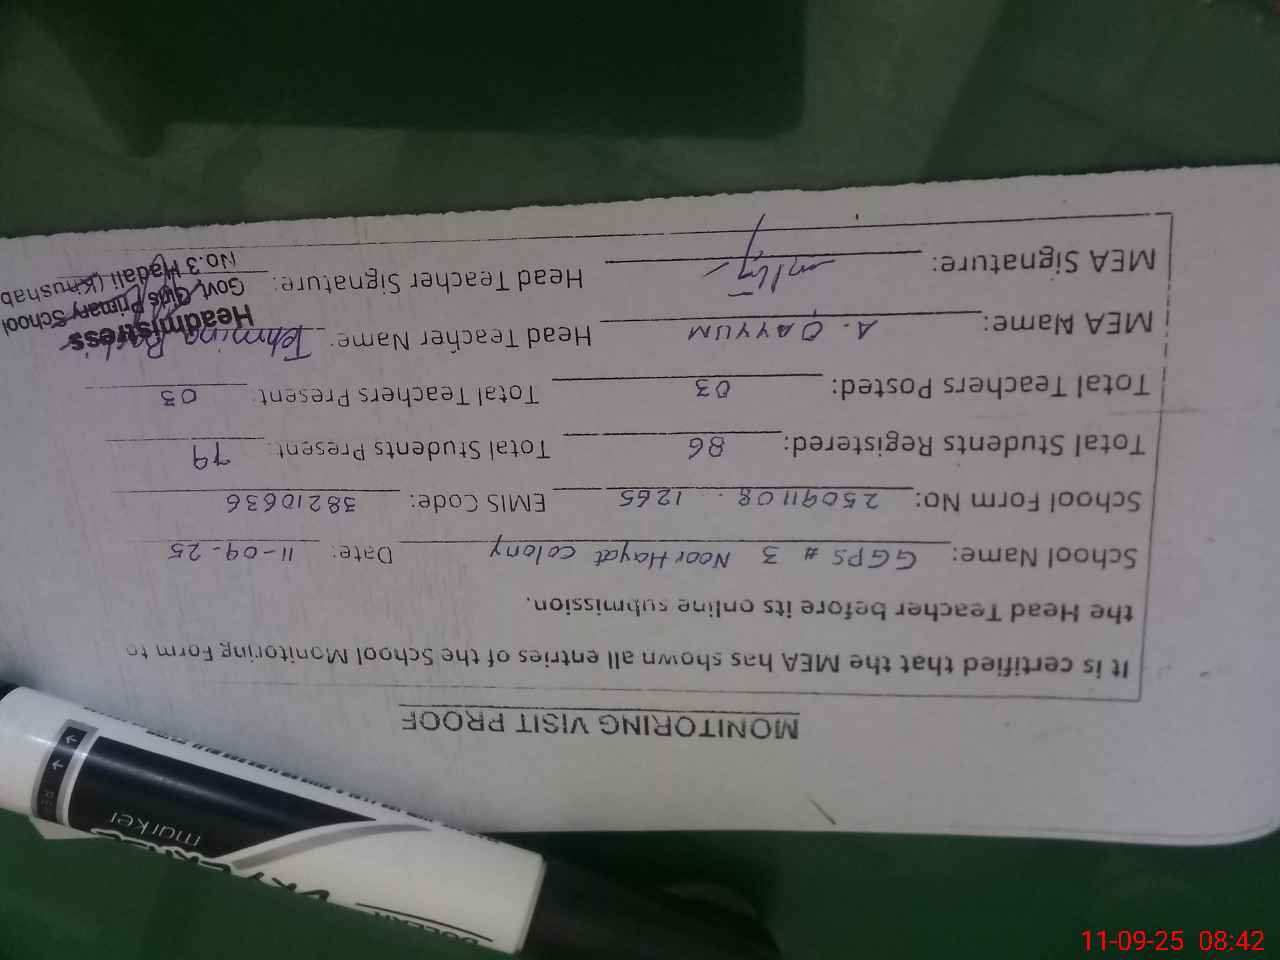 MONITORING VISIT PROOF
It is certified that the MEA has shown all entries of the School Monitoring Form to
the Head Teacher before its online submission.
School Name: GGPS # 3 Noor Hayat colony Date: 11-09-25
School Form No: 25091108 - 1265 EMIS Code: 38210636
Total Students Registered: 86 Total Students Present: 79
Total Teachers Posted: 03 Total Teachers Present: 03
MEA Name: A. QAYYUM Head Teacher Name: Tehmina
MEA Signature: Head Teacher Signature:
Headmistress
Govt. Girls Primary School
No.3 Hadali (Khushab
DOLLAR
marker
11-09-25 08:42